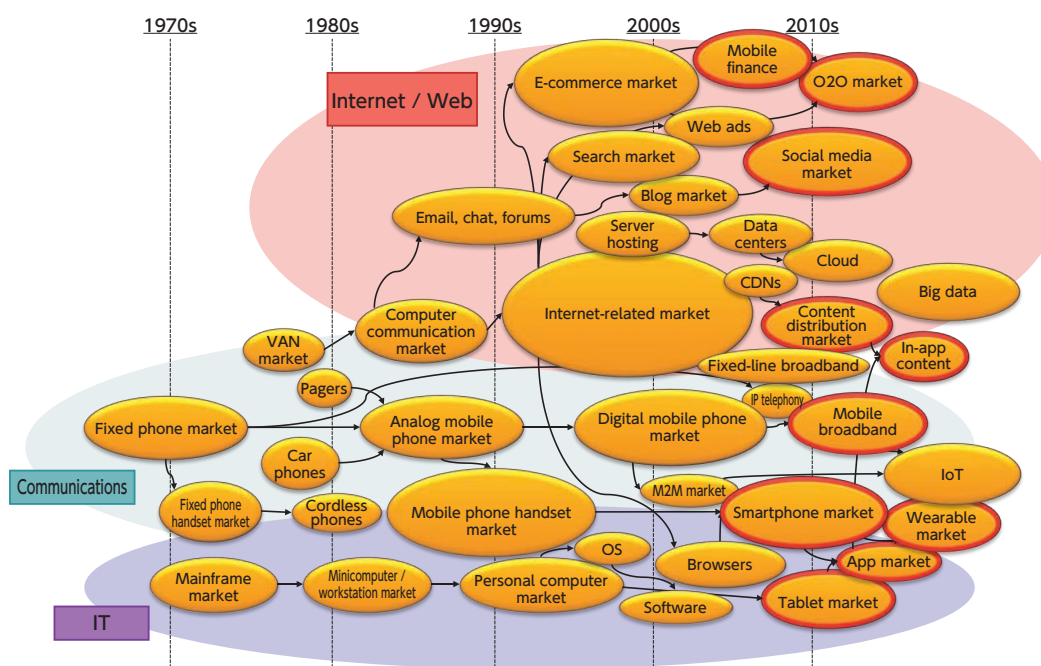 1970s
1980s
1990s
2000s
2010s
Internet / Web
E-commerce market
Mobile
finance
O2O market
Web ads
Search market
Social media
market
Blog market
Email, chat, forums
Server
hosting
Data
centers
Cloud
CDNs
Big data
Computer
communication
market
Internet-related market
Content
distribution
market
VAN
market
In-app
content
Fixed-line broadband
Pagers
IP telephony
Fixed phone market
Analog mobile
phone market
Digital mobile phone
market
Mobile
broadband
Car
phones
IoT
Communications
M2M market
Fixed phone
handset market
Cordless
phones
Mobile phone handset
market
Smartphone market
Wearable
market
OS
Browsers
App market
Mainframe
market
Minicomputer /
workstation market
Personal computer
market
Software
Tablet market
IT